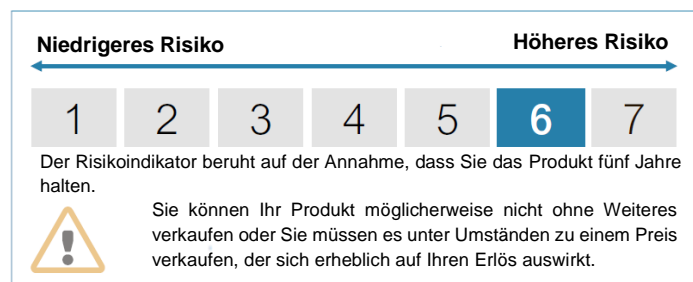 Niedrigeres Risiko Höheres Risiko
1 2 3 4 5 6 7
Der Risikoindikator beruht auf der Annahme, dass Sie das Produkt fünf Jahre
halten.
Sie können Ihr Produkt möglicherweise nicht ohne Weiteres
verkaufen oder Sie müssen es unter Umständen zu einem Preis
verkaufen, der sich erheblich auf Ihren Erlös auswirkt.